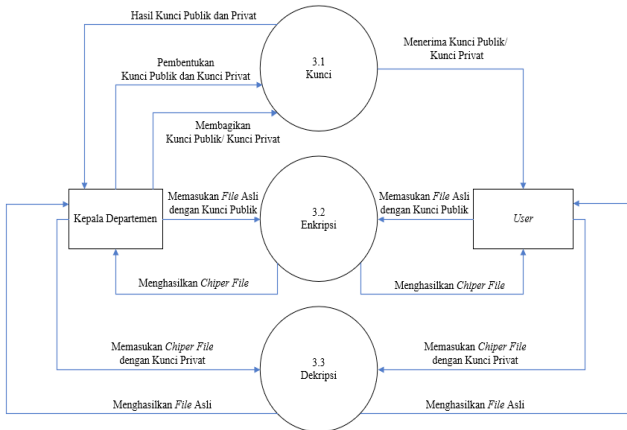 Hasil Kunci Publik dan Privat
3.1
Kunci
Menerima Kunci Publik/
Kunci Privat
Pembentukan
Kunci Publik dan Kunci Privat
Membagikan
Kunci Publik/ Kunci Privat
Kepala Departemen
Memasukan File Asli
dengan Kunci Publik
3.2
Enkripsi
Memasukan File Asli
dengan Kunci Publik
User
Menghasilkan Chiper File
Menghasilkan Chiper File
Memasukan Chiper File
dengan Kunci Privat
3.3
Dekripsi
Memasukan Chiper File
dengan Kunci Privat
Menghasilkan File Asli
Menghasilkan File Asli